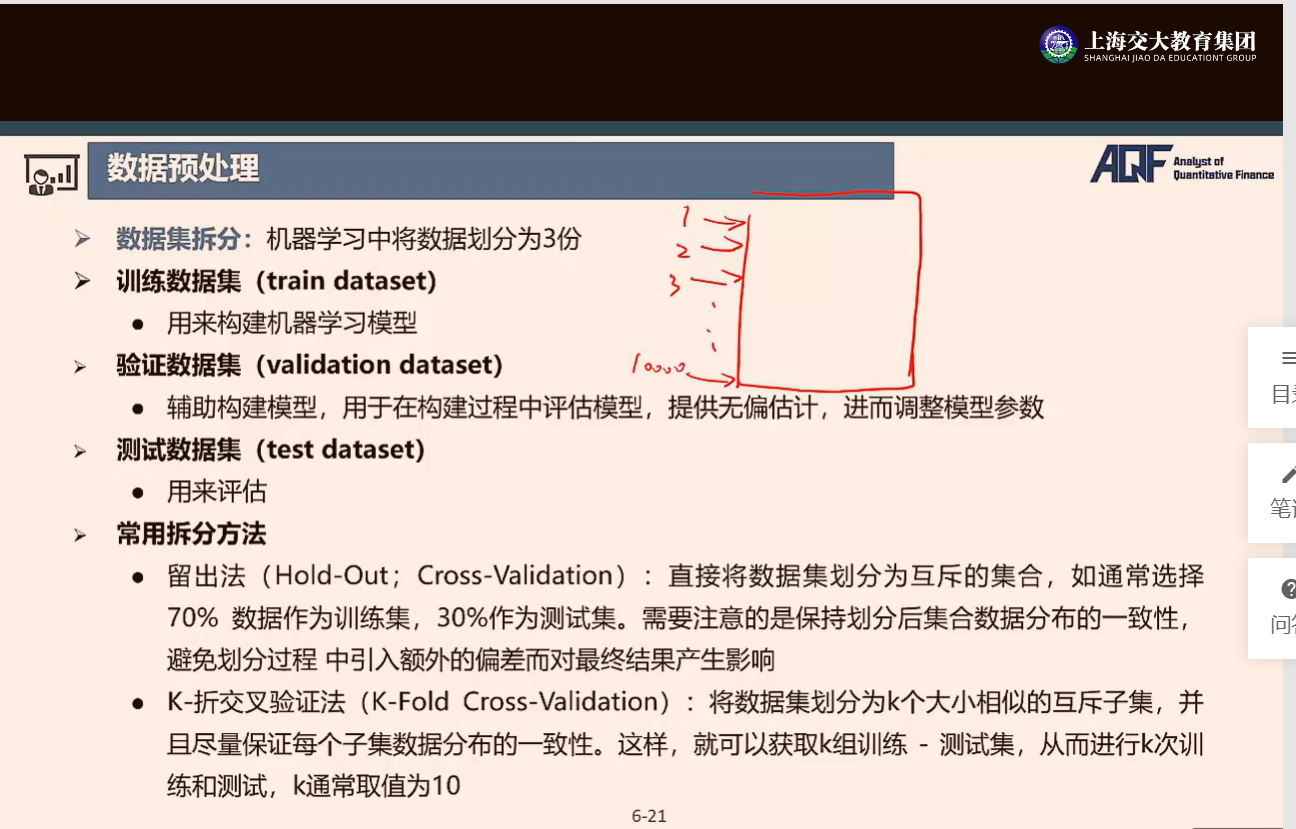 上海交大教育集团
SHANGHAI JIAO DA EDUCATIONT GROUP
数据预处理
AQF Analyst of
Quantitative Finance
➢ 数据集拆分：机器学习中将数据划分为3份
➢ 训练数据集（train dataset）
● 用来构建机器学习模型
➢ 验证数据集（validation dataset）
● 辅助构建模型，用于在构建过程中评估模型，提供无偏估计，进而调整模型参数
➢ 测试数据集（test dataset）
● 用来评估
➢ 常用拆分方法
● 留出法（Hold-Out；Cross-Validation）：直接将数据集划分为互斥的集合，如通常选择
70% 数据作为训练集，30%作为测试集。需要注意的是保持划分后集合数据分布的一致性，
避免划分过程 中引入额外的偏差而对最终结果产生影响
● K-折交叉验证法（K-Fold Cross-Validation）：将数据集划分为k个大小相似的互斥子集，并
且尽量保证每个子集数据分布的一致性。这样，就可以获取k组训练 - 测试集，从而进行k次训
练和测试，k通常取值为10
6-21
1
2
3
10000
目
笔
问